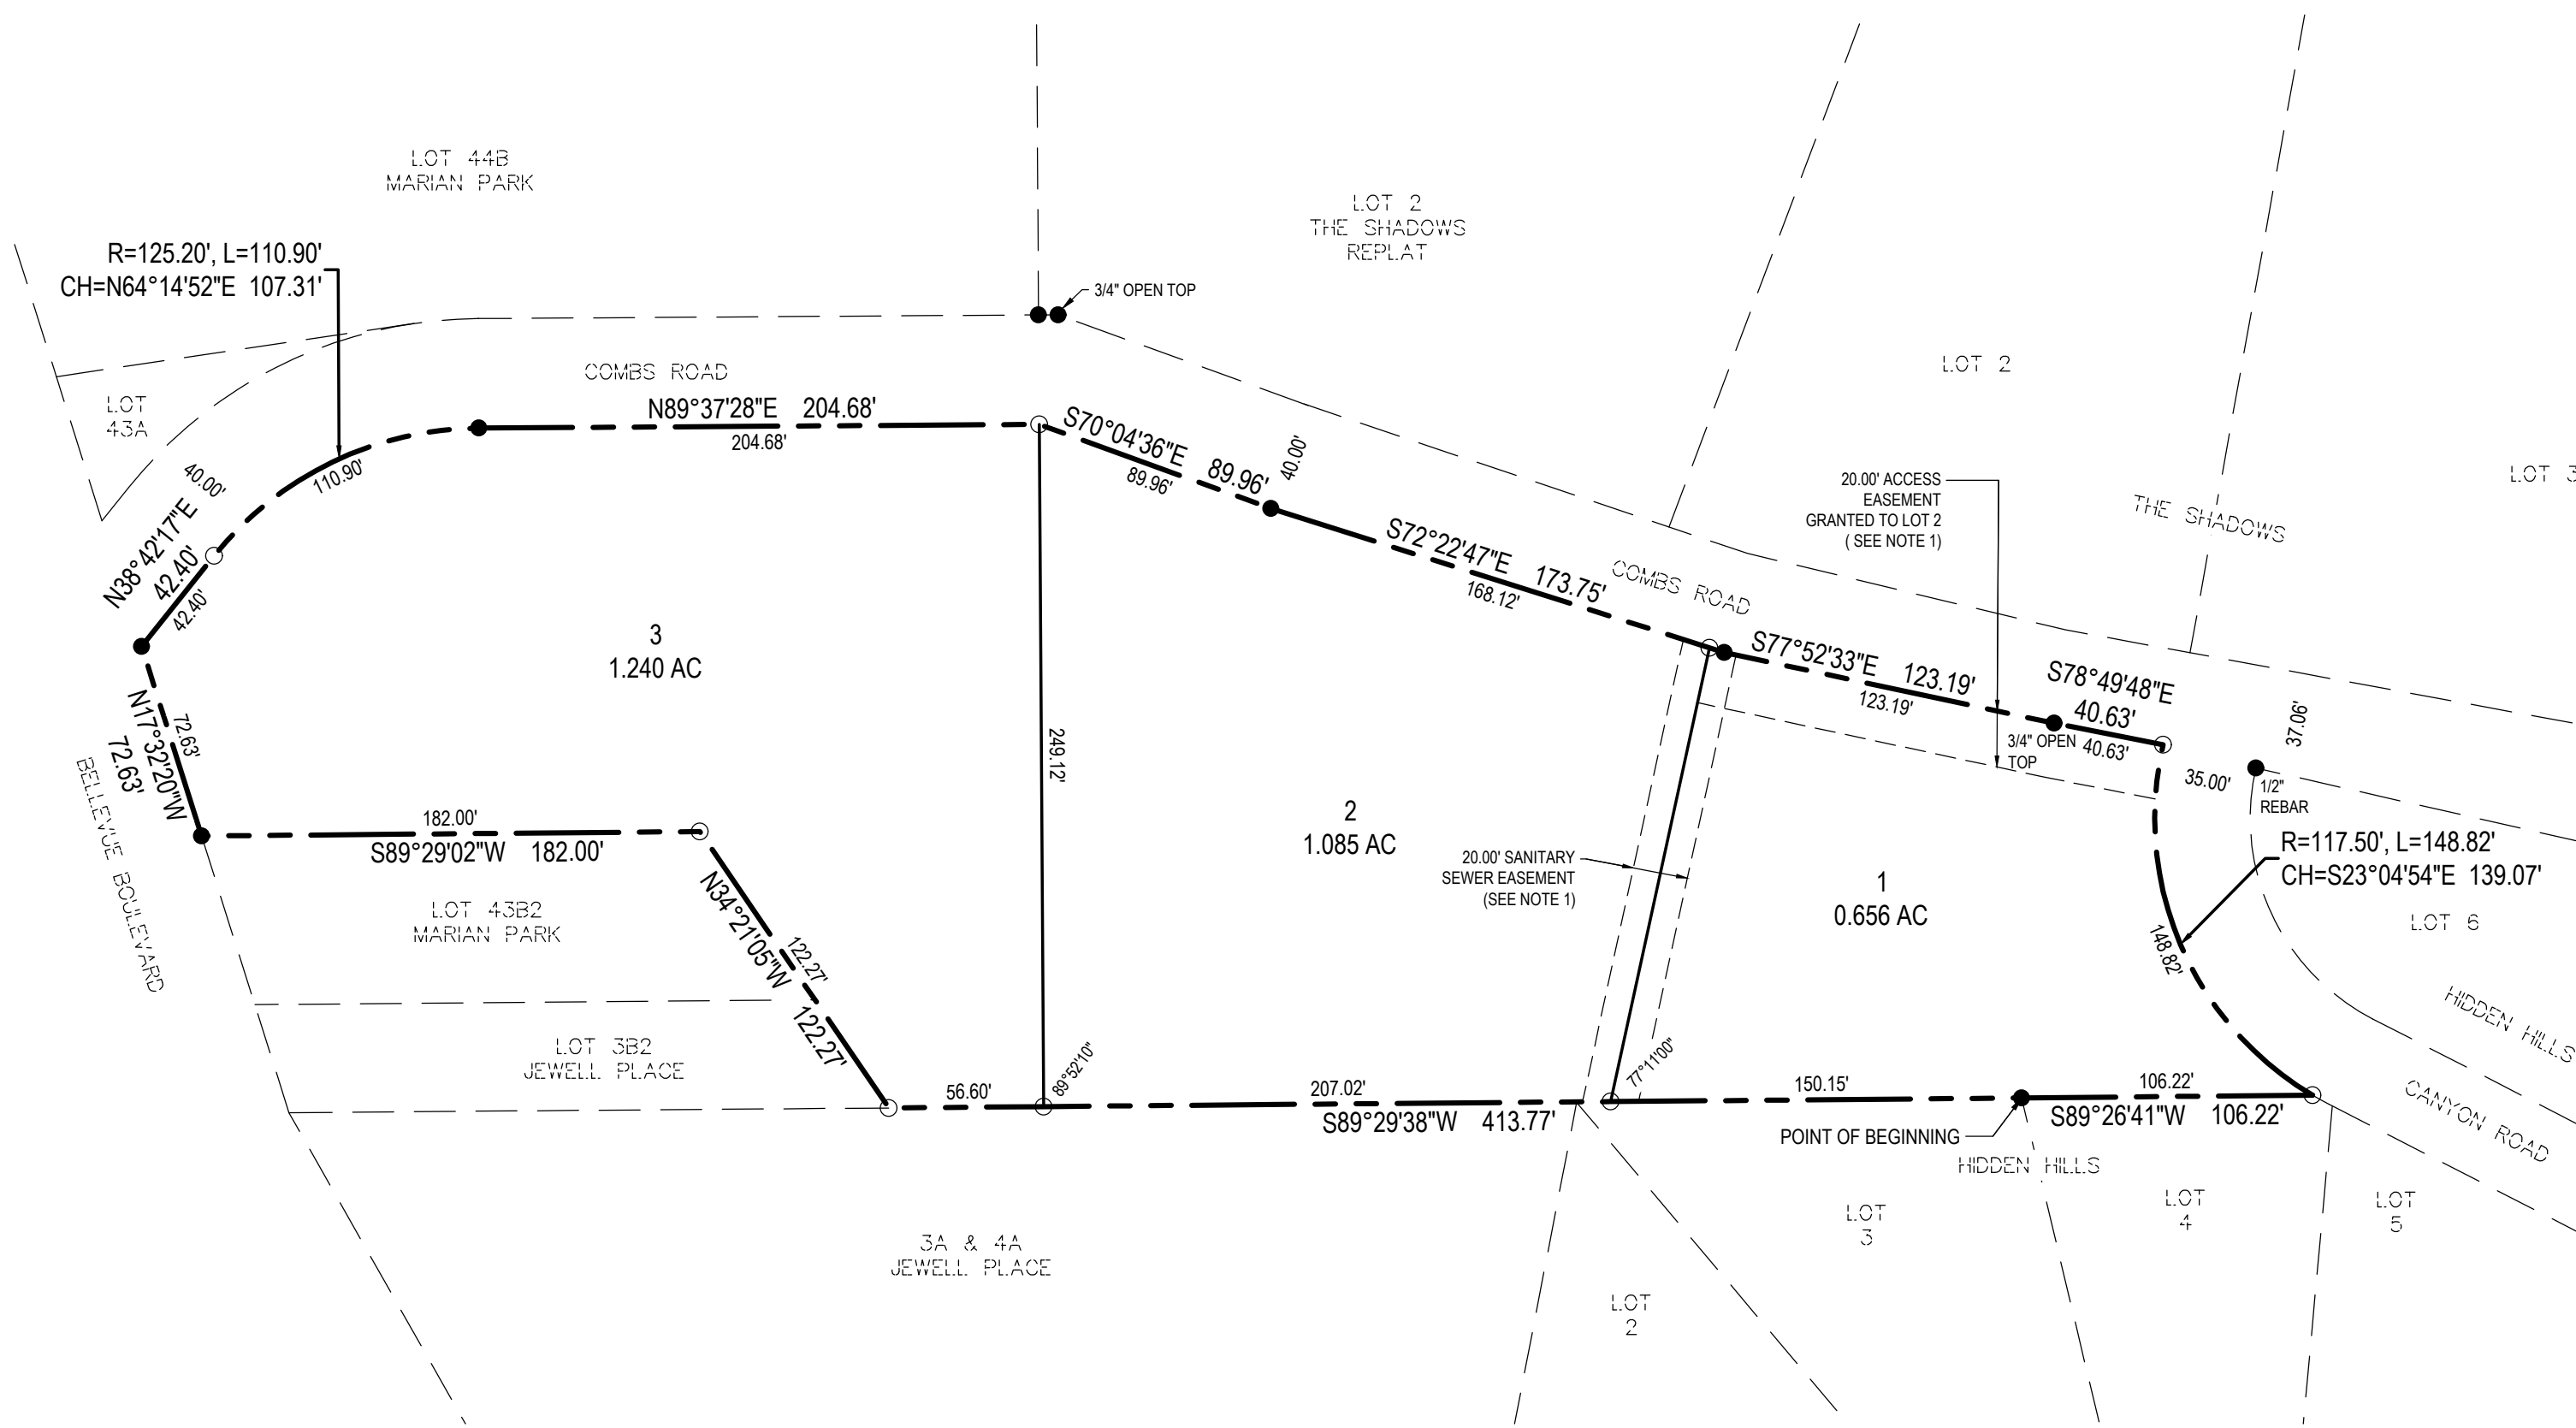 LOT 44B
MARIAN PARK
R=125.20', L=110.90'
CH=N64°14'52"E 107.31'
LOT 2
THE SHADOWS
REPLAT
3/4" OPEN TOP
LOT
43A
COMBS ROAD
N89°37'28"E 204.68'
204.68'
110.90'
40.00'
N38°42'17"E
42.40'
42.40'
S70°04'36"E 89.96'
89.96'
40.00'
S72°22'47"E 173.75'
168.12'
COMBS ROAD
LOT 2
20.00' ACCESS
EASEMENT
GRANTED TO LOT 2
( SEE NOTE 1)
THE SHADOWS
LOT 3
S77°52'33"E 123.19'
123.19'
S78°49'48"E
40.63'
40.63'
3/4" OPEN
TOP
37.06'
35.00'
1/2"
REBAR
R=117.50', L=148.82'
CH=S23°04'54"E 139.07'
148.82'
LOT 6
HIDDEN HILLS
CANYON ROAD
3
1.240 AC
249.12'
2
1.085 AC
20.00' SANITARY
SEWER EASEMENT
(SEE NOTE 1)
1
0.656 AC
N17°32'20"W
72.63'
72.63'
BELLEVUE BOULEVARD
182.00'
S89°29'02"W 182.00'
LOT 43B2
MARIAN PARK
N34°21'05"W 122.27'
122.27'
LOT 3B2
JEWELL PLACE
56.60'
89°52'10"
207.02'
S89°29'38"W 413.77'
77°11'00"
150.15'
106.22'
S89°26'41"W 106.22'
POINT OF BEGINNING
HIDDEN HILLS
LOT
3
LOT
4
LOT
5
3A & 4A
JEWELL PLACE
LOT
2